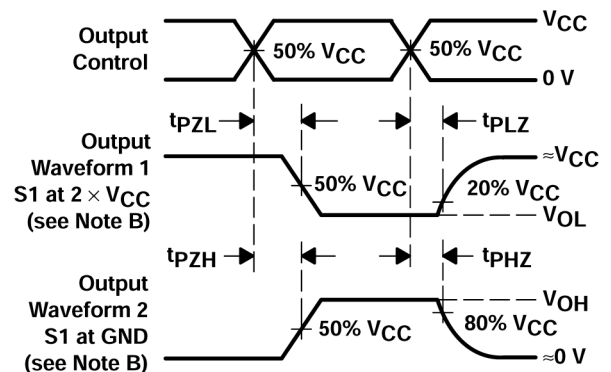 Output
Control
50% VCC
50% VCC
VCC
0 V
tPZL
tPLZ
Output
Waveform 1
S1 at 2 × VCC
(see Note B)
50% VCC
≈VCC
20% VCC
VOL
tPZH
tPHZ
Output
Waveform 2
S1 at GND
(see Note B)
50% VCC
VOH
80% VCC
≈0 V